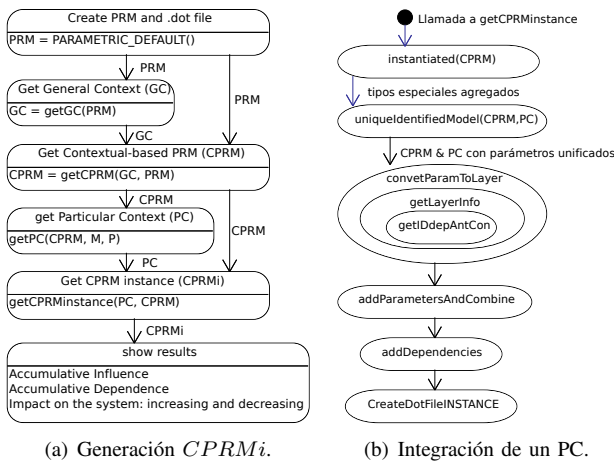 Create PRM and .dot file
PRM = PARAMETRIC_DEFAULT()
PRM
PRM
Get General Context (GC)
GC = getGC(PRM)
GC
Get Contextual-based PRM (CPRM)
CPRM = getCPRM(GC, PRM)
CPRM
CPRM
get Particular Context (PC)
getPC(CPRM, M, P)
PC
Get CPRM instance (CPRMi)
getCPRMinstance(PC, CPRM)
CPRMi
show results
Accumulative Influence
Accumulative Dependence
Impact on the system: increasing and decreasing
(a) Generación CPRMi.
Llamada a getCPRMinstance
instantiated(CPRM)
tipos especiales agregados
uniqueIdentifiedModel(CPRM,PC)
CPRM & PC con parámetros unificados
convetParamToLayer
getLayerInfo
getIDdepAntCon
addParametersAndCombine
addDependencies
CreateDotFileINSTANCE
(b) Integración de un PC.